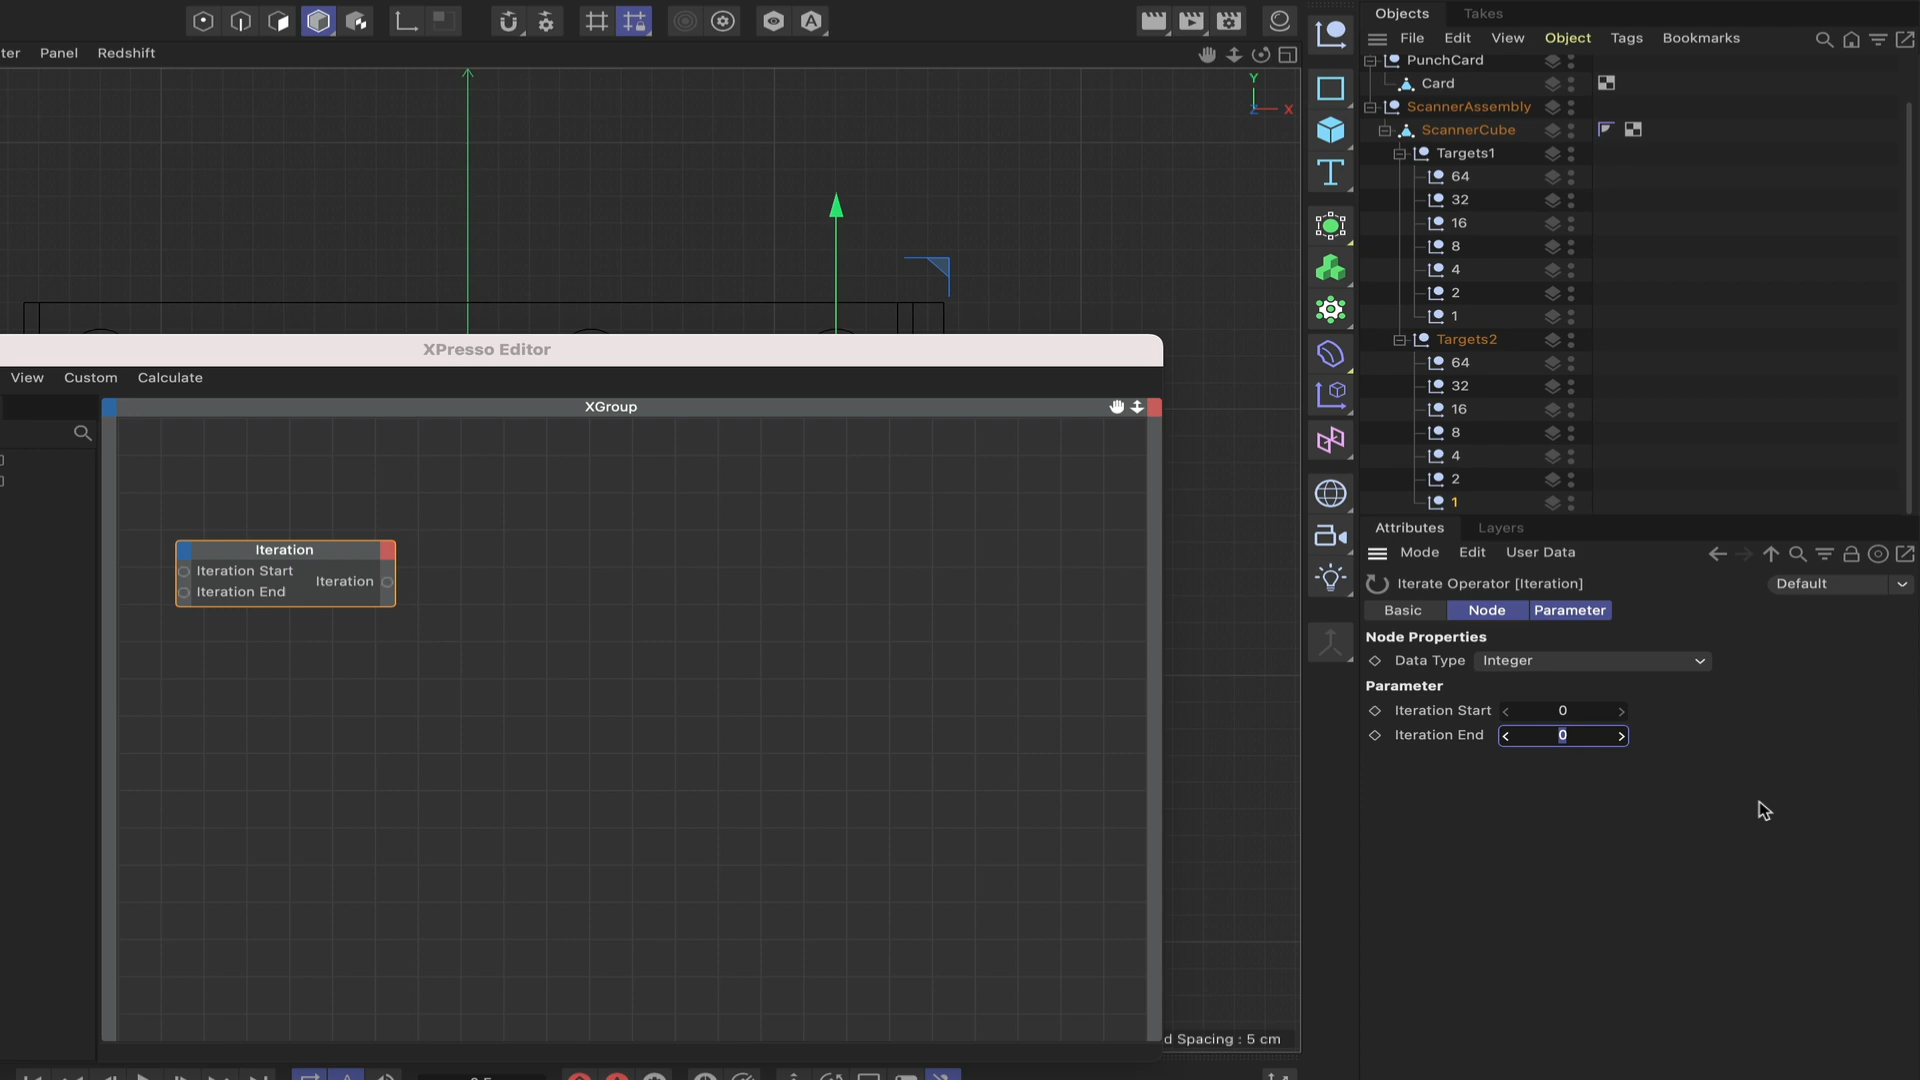 Objects Takes
File Edit View Object Tags Bookmarks
ter Panel Redshift
Y
X
Z
PunchCard
Card
ScannerAssembly
ScannerCube
Targets1
64
32
16
8
4
2
1
Targets2
64
32
16
8
4
2
1
XPresso Editor
View Custom Calculate
XGroup
Iteration
Iteration Start
Iteration
Iteration End
d Spacing : 5 cm
Attributes Layers
Mode Edit User Data
Iterate Operator [Iteration] Default
Basic Node Parameter
Node Properties
Data Type Integer
Parameter
Iteration Start 0
Iteration End 0